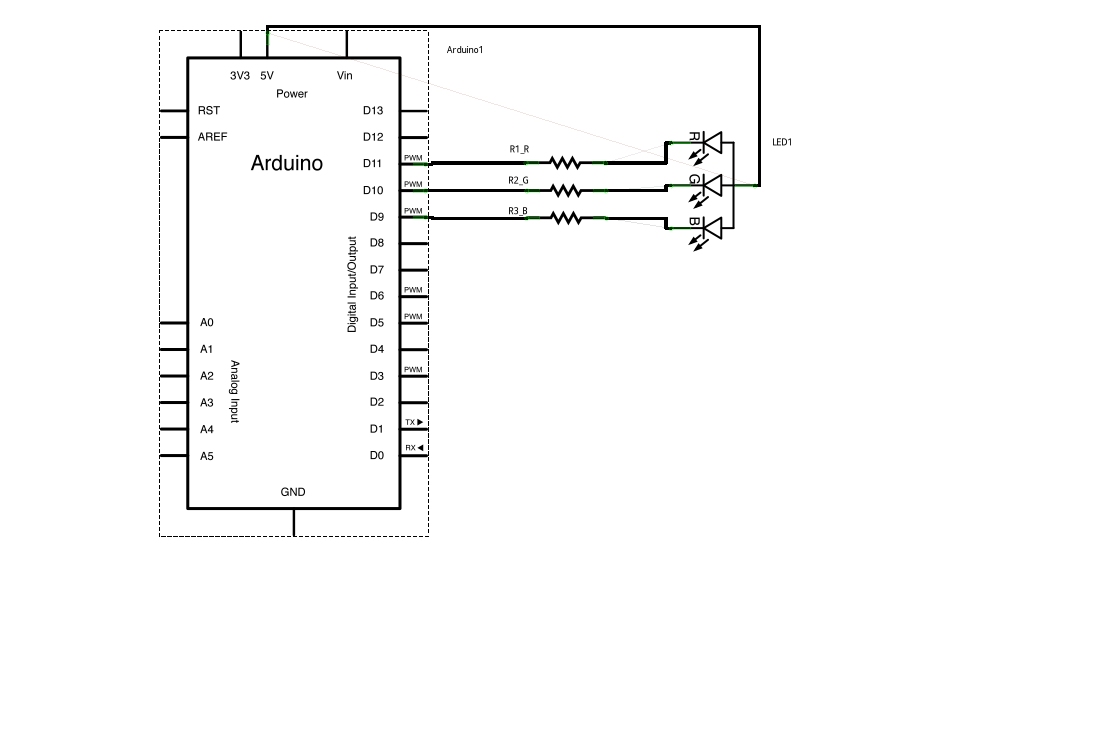 Arduino1
3V3 5V Vin
Power
RST D13
AREF D12
Arduino
D11 PWM
D10 PWM
D9 PWM
D8
D7
D6 PWM
D5 PWM
D4
D3 PWM
D2
D1 TX
D0 RX
Digital Input/Output
A0
A1
A2
A3
A4
A5
Analog Input
GND
R1_R
R2_G
R3_B
R
G
B
LED1